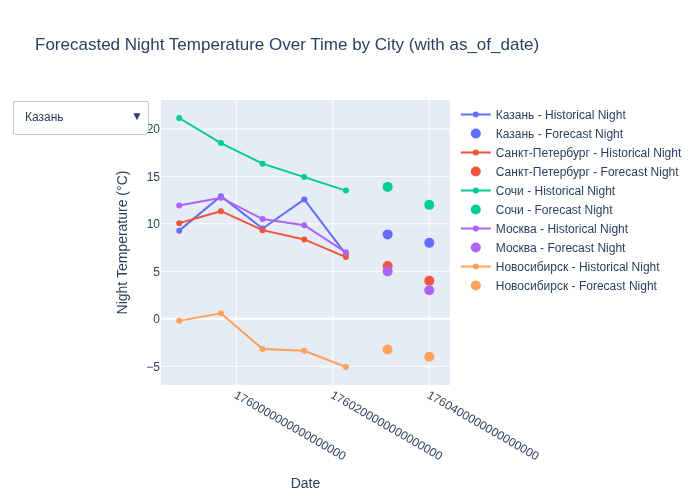 Forecasted Night Temperature Over Time by City (with as_of_date)
Казань ▼
20
15
10
5
0
−5
Night Temperature (°C)
1760000000000000000
1760200000000000000
1760400000000000000
Date
Казань - Historical Night
Казань - Forecast Night
Санкт-Петербург - Historical Night
Санкт-Петербург - Forecast Night
Сочи - Historical Night
Сочи - Forecast Night
Москва - Historical Night
Москва - Forecast Night
Новосибирск - Historical Night
Новосибирск - Forecast Night